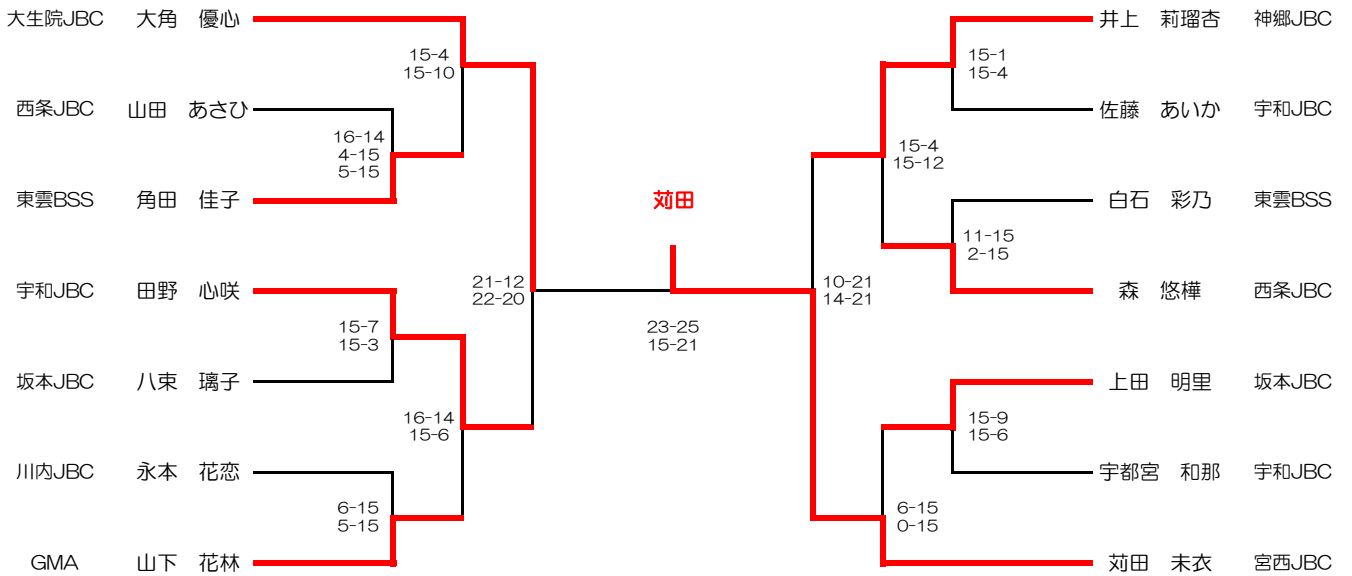 大生院JBC 大角 優心
15-4
15-10
西条JBC 山田 あさひ
16-14
4-15
5-15
東雲BSS 角田 佳子
宇和JBC 田野 心咲
15-7
15-3
坂本JBC 八束 璃子
16-14
15-6
川内JBC 永本 花恋
6-15
5-15
GMA 山下 花林
21-12
22-20
苅田
23-25
15-21
井上 莉瑠杏 神郷JBC
15-1
15-4
佐藤 あいか 宇和JBC
15-4
15-12
白石 彩乃 東雲BSS
11-15
2-15
森 悠樺 西条JBC
10-21
14-21
上田 明里 坂本JBC
15-9
15-6
宇都宮 和那 宇和JBC
6-15
0-15
苅田 未衣 宮西JBC